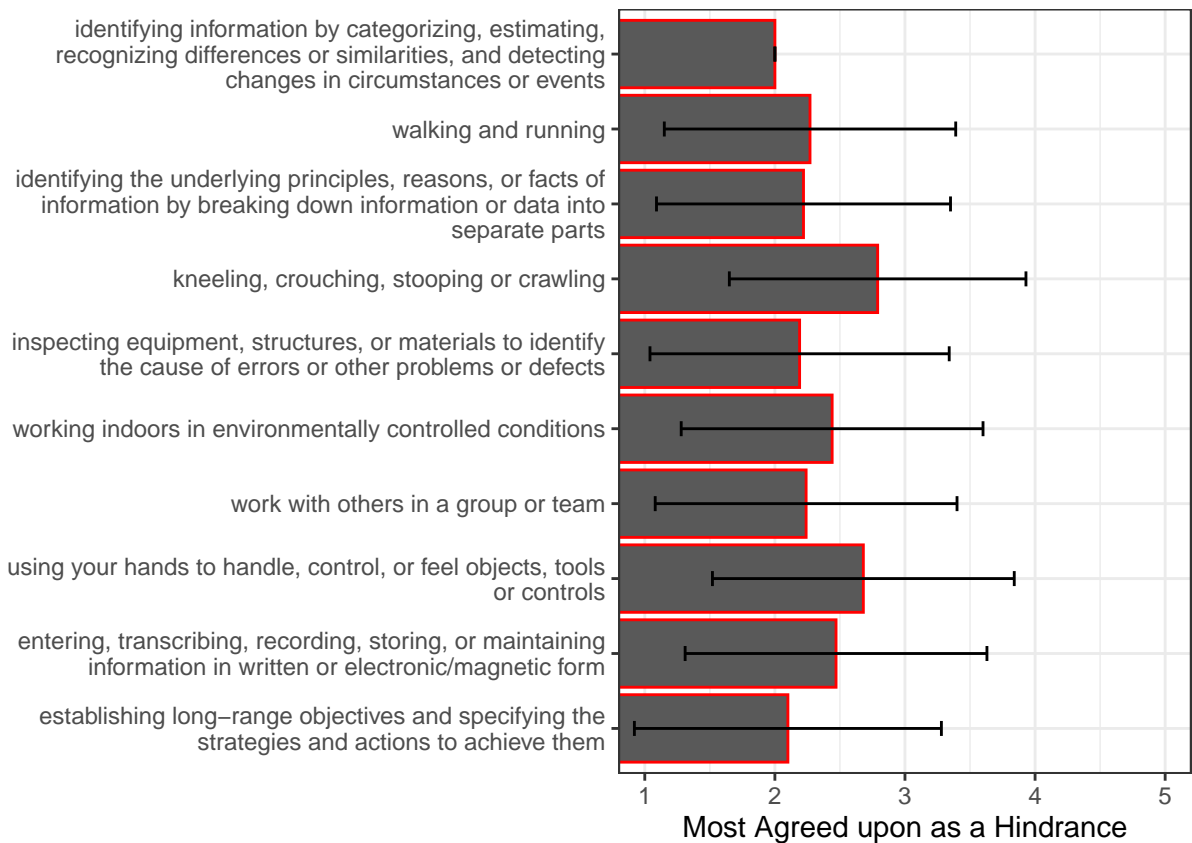 identifying information by categorizing, estimating,
recognizing differences or similarities, and detecting
changes in circumstances or events
walking and running
identifying the underlying principles, reasons, or facts of
information by breaking down information or data into
separate parts
kneeling, crouching, stooping or crawling
inspecting equipment, structures, or materials to identify
the cause of errors or other problems or defects
working indoors in environmentally controlled conditions
work with others in a group or team
using your hands to handle, control, or feel objects, tools
or controls
entering, transcribing, recording, storing, or maintaining
information in written or electronic/magnetic form
establishing long−range objectives and specifying the
strategies and actions to achieve them
1 2 3 4 5
Most Agreed upon as a Hindrance